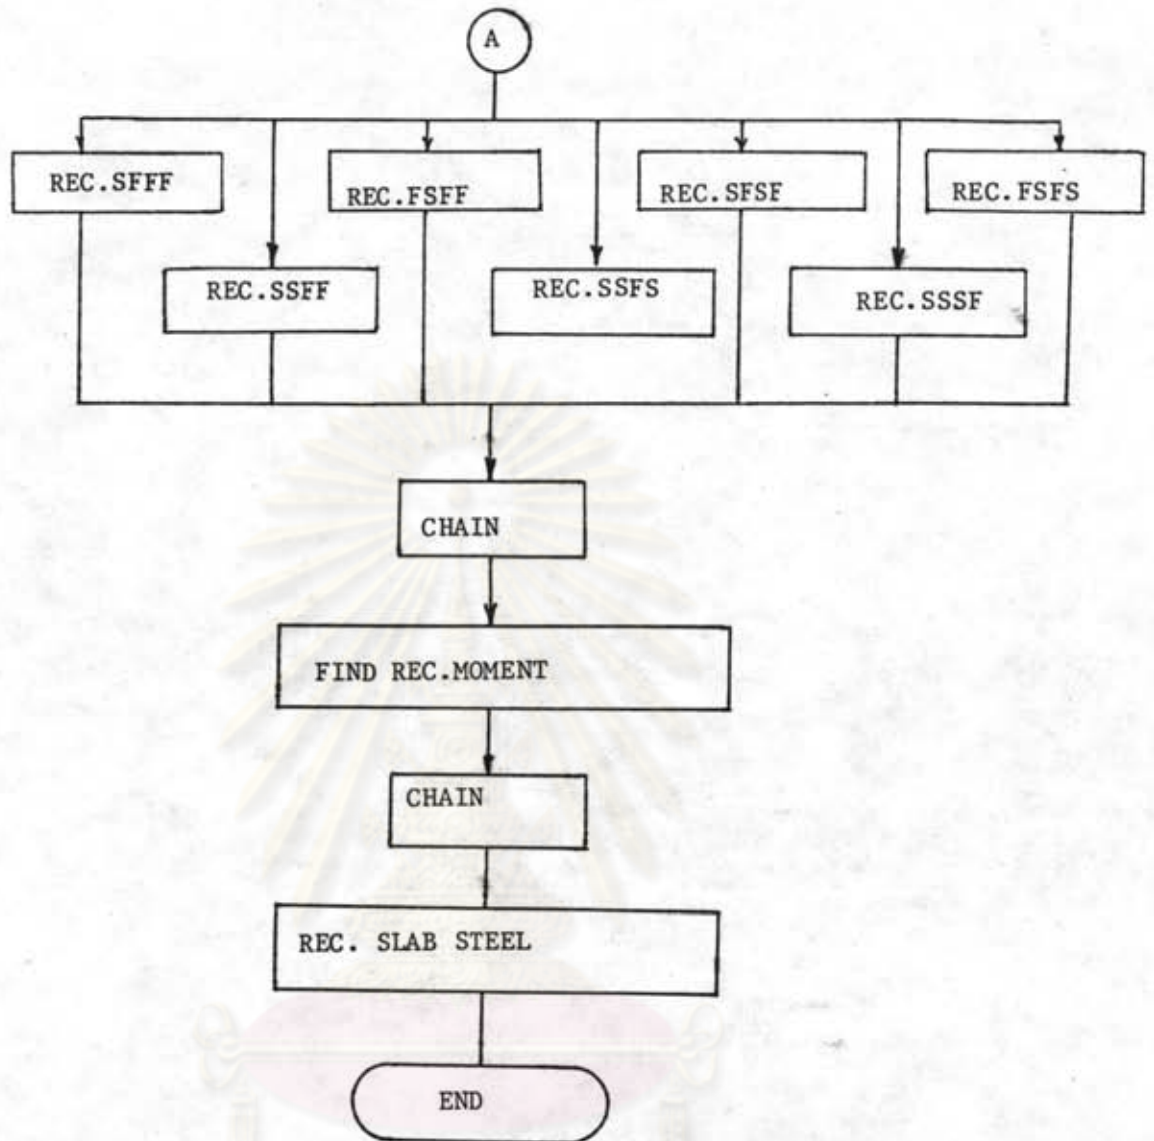 A
REC.SFFF
REC.FSFF
REC.SFSF
REC.FSFS
REC.SSFF
REC.SSFS
REC.SSSF
CHAIN
FIND REC.MOMENT
CHAIN
REC. SLAB STEEL
END